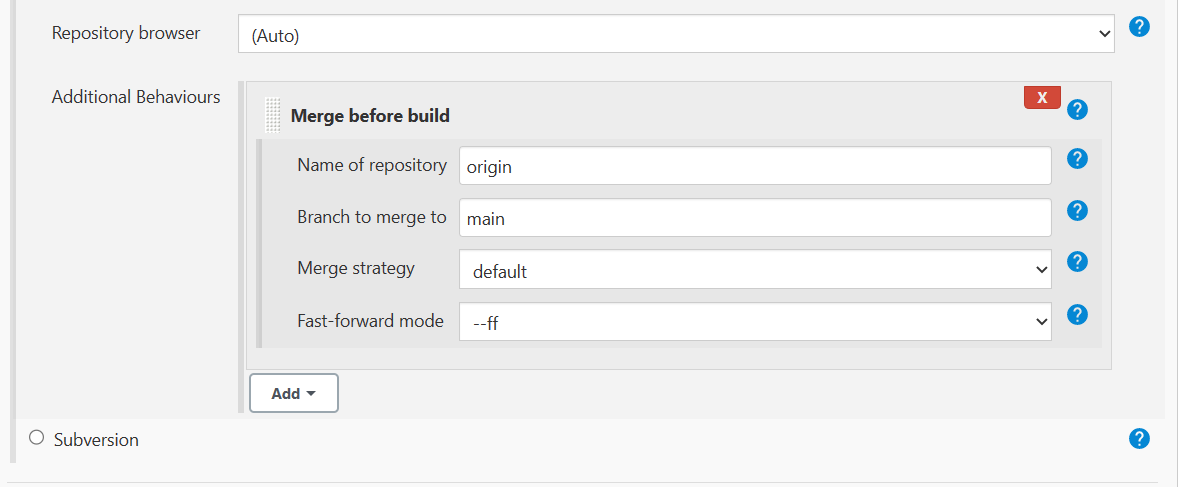 Repository browser
(Auto)
?
Additional Behaviours
X
Merge before build
?
Name of repository
origin
?
Branch to merge to
main
?
Merge strategy
default
?
Fast-forward mode
--ff
?
Add
Subversion
?